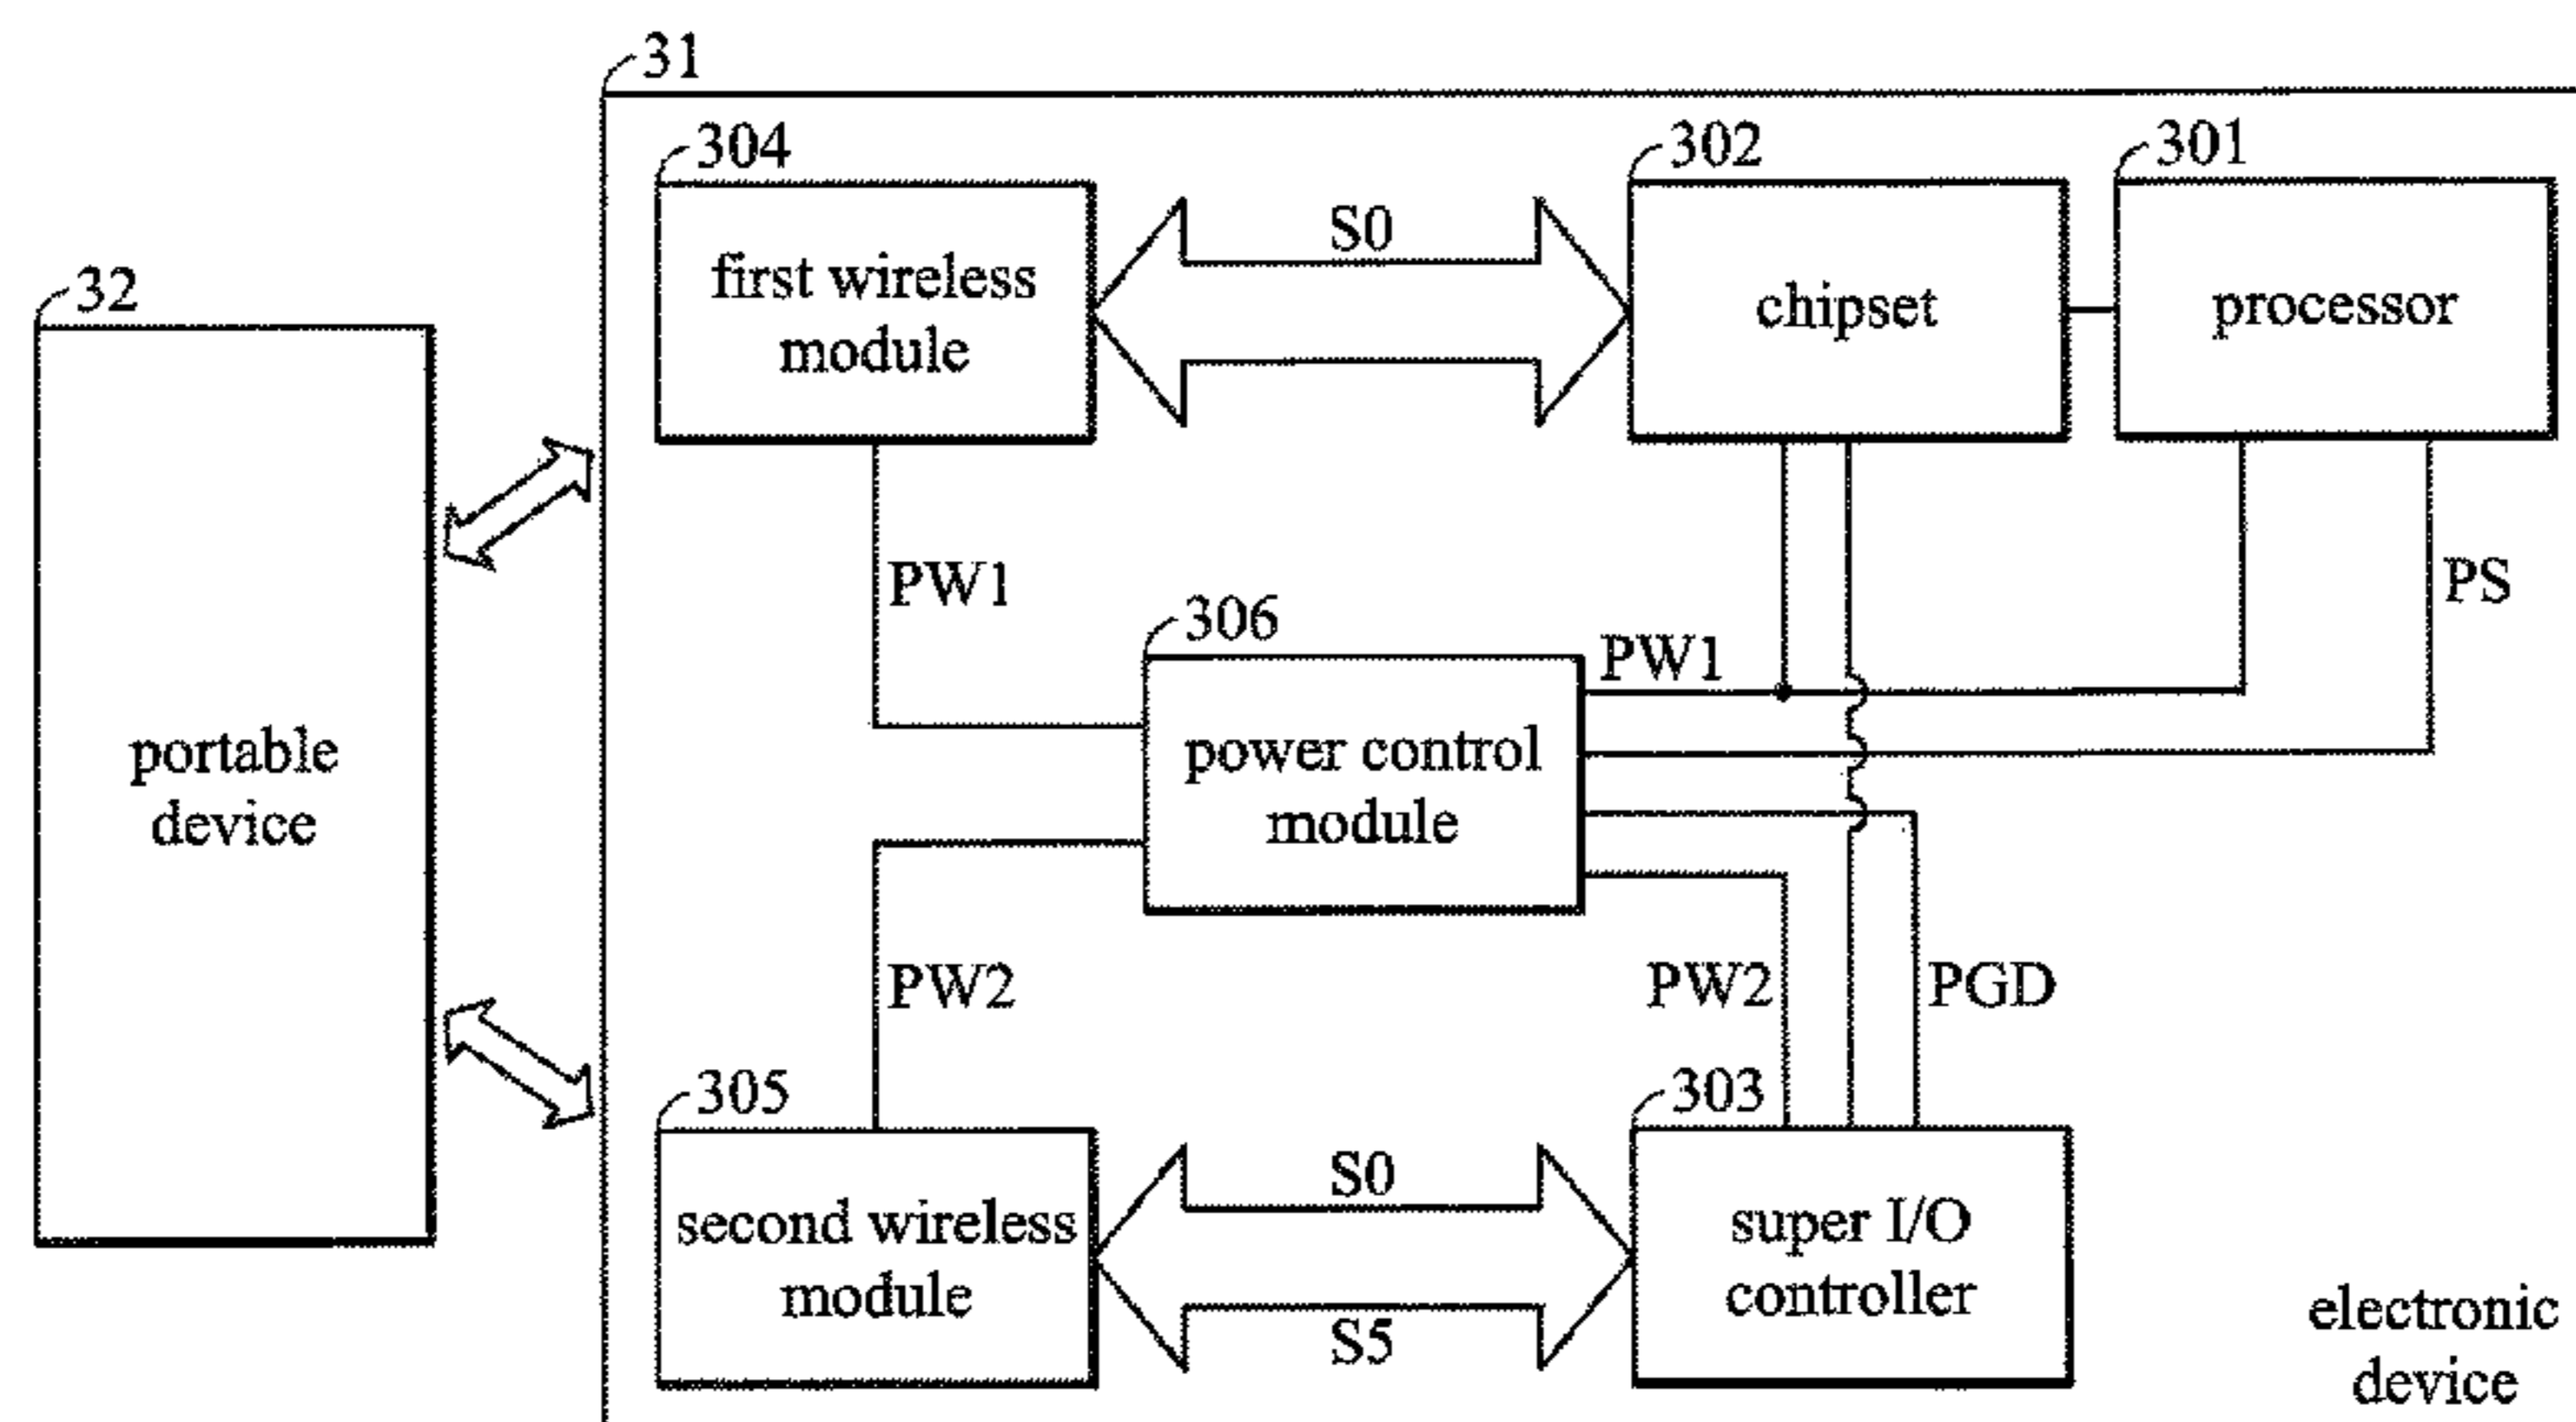 31
304
302
301
32
first wireless
module
S0
chipset
processor
PW1
306
PW1
PS
portable
device
power control
module
PW2
PW2
PGD
305
303
second wireless
module
S0
S5
super I/O
controller
electronic
device